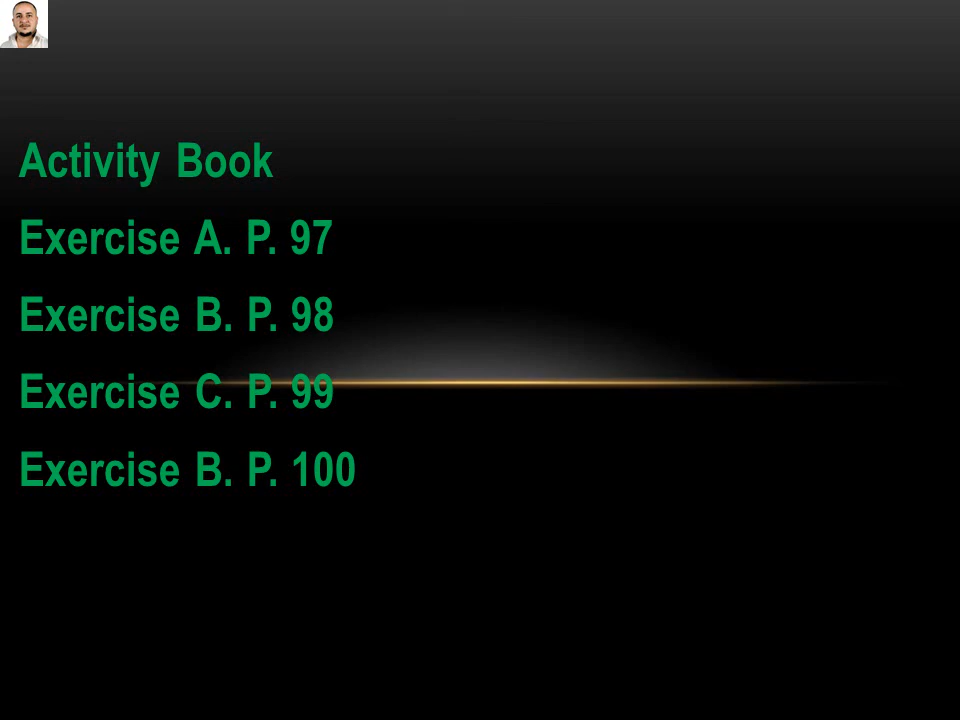 Activity Book
Exercise A. P. 97
Exercise B. P. 98
Exercise C. P. 99
Exercise B. P. 100